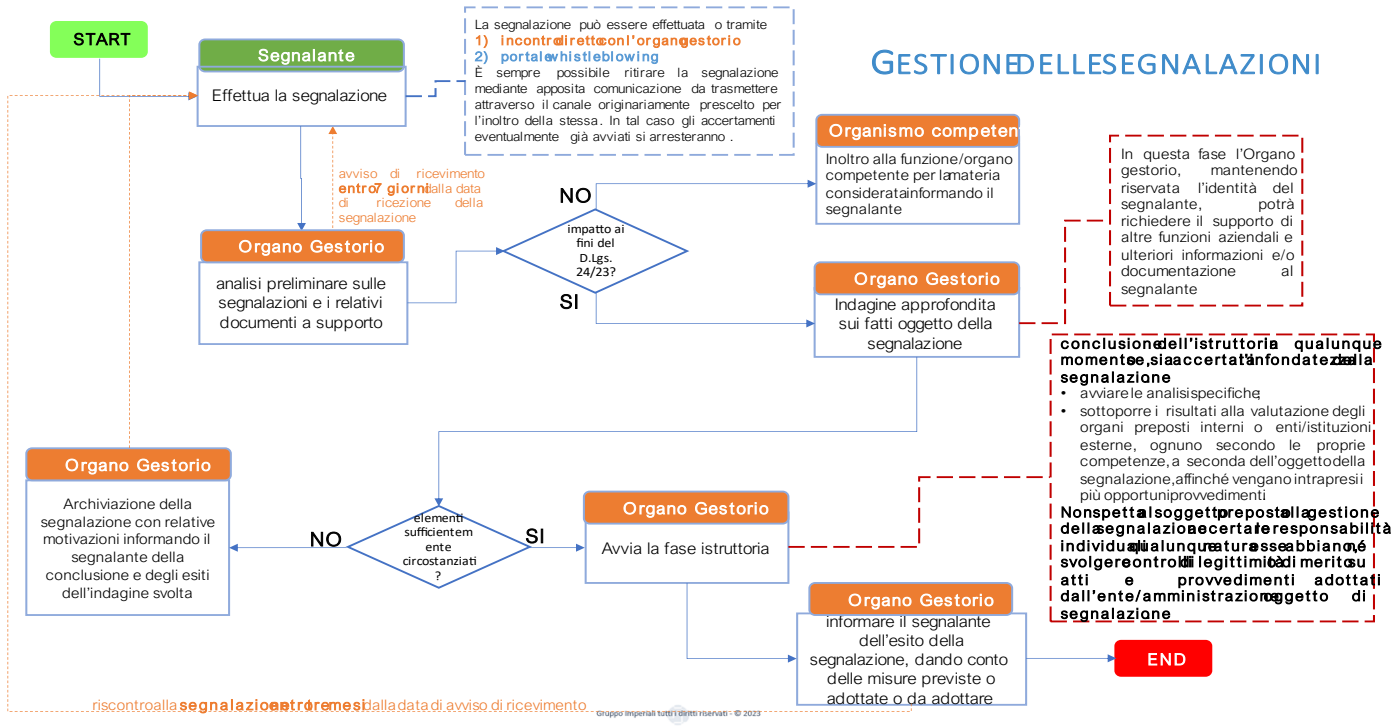 GESTIONE DELLE SEGNALAZIONI
START
Segnalante
Effettua la segnalazione
La segnalazione può essere effettuata o tramite
1) incontro diretto con l'organo gestorio
2) portale whistleblowing
È sempre possibile ritirare la segnalazione
mediante apposita comunicazione da trasmettere
attraverso il canale originariamente prescelto per
l'inoltro della stessa. In tal caso gli accertamenti
eventualmente già avviati si arresteranno .
avviso di ricevimento
entro 7 giorni dalla data
di ricezione della
segnalazione
Organo Gestorio
analisi preliminare sulle
segnalazioni e i relativi
documenti a supporto
NO
impatto ai
fini del
D.Lgs.
24/23?
SI
Organismo competen
Inoltro alla funzione/organo
competente per la materia
considerata informando il
segnalante
Organo Gestorio
Indagine approfondita
sui fatti oggetto della
segnalazione
In questa fase l'Organo
gestorio, mantenendo
riservata l'identità del
segnalante, potrà
richiedere il supporto di
altre funzioni aziendali e
ulteriori informazioni e/o
documentazione al
segnalante
conclusione dell'istruttoria in qualunque
momento se, sia accertata l'infondatezza della
segalazione
• avviare le analisi specifiche;
• sottoporre i risultati alla valutazione degli
organi preposti interni o enti/istituzioni
esterne, ognuno secondo le proprie
competenze, a seconda dell'oggetto della
segnalazione, affinché vengano intrapresi i
più opportuni provvedimenti
Non spetta al soggetto preposto alla gestione
della segnalazione accertare le responsabilità
individuali qualunque natura esse abbiano, né
svolgere controlli di legittimità o di merito su
atti e provvedimenti adottati
dall'ente/amministrazione oggetto di
segnalazione
Organo Gestorio
Archiviazione della
segnalazione con relative
motivazioni informando il
segnalante della
conclusione e degli esiti
dell'indagine svolta
NO
elementi
sufficientem
ente
circostanziati
?
SI
Organo Gestorio
Avvia la fase istruttoria
Organo Gestorio
informare il segnalante
dell'esito della
segnalazione, dando conto
delle misure previste o
adottate o da adottare
END
riscontro alla segnalazione entro tre mesi dalla data di avviso di ricevimento
Gruppo Imperiali tutti i diritti riservati - © 2023